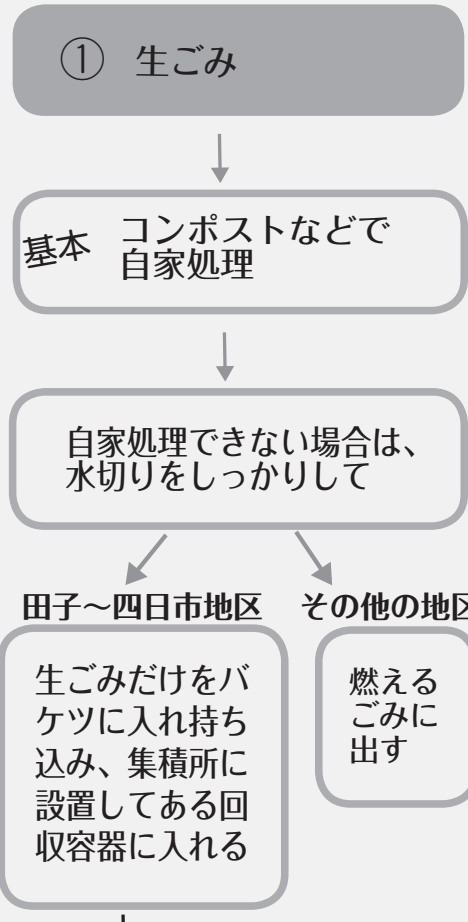 ① 生ごみ
基本 コンポストなどで
自家処理
自家処理できない場合は、
水切りをしっかりして
田子～四日市地区
生ごみだけをバ
ケツに入れ持ち
込み、集積所に
設置してある回
収容器に入れる
その他の地区
燃える
ごみに
出す